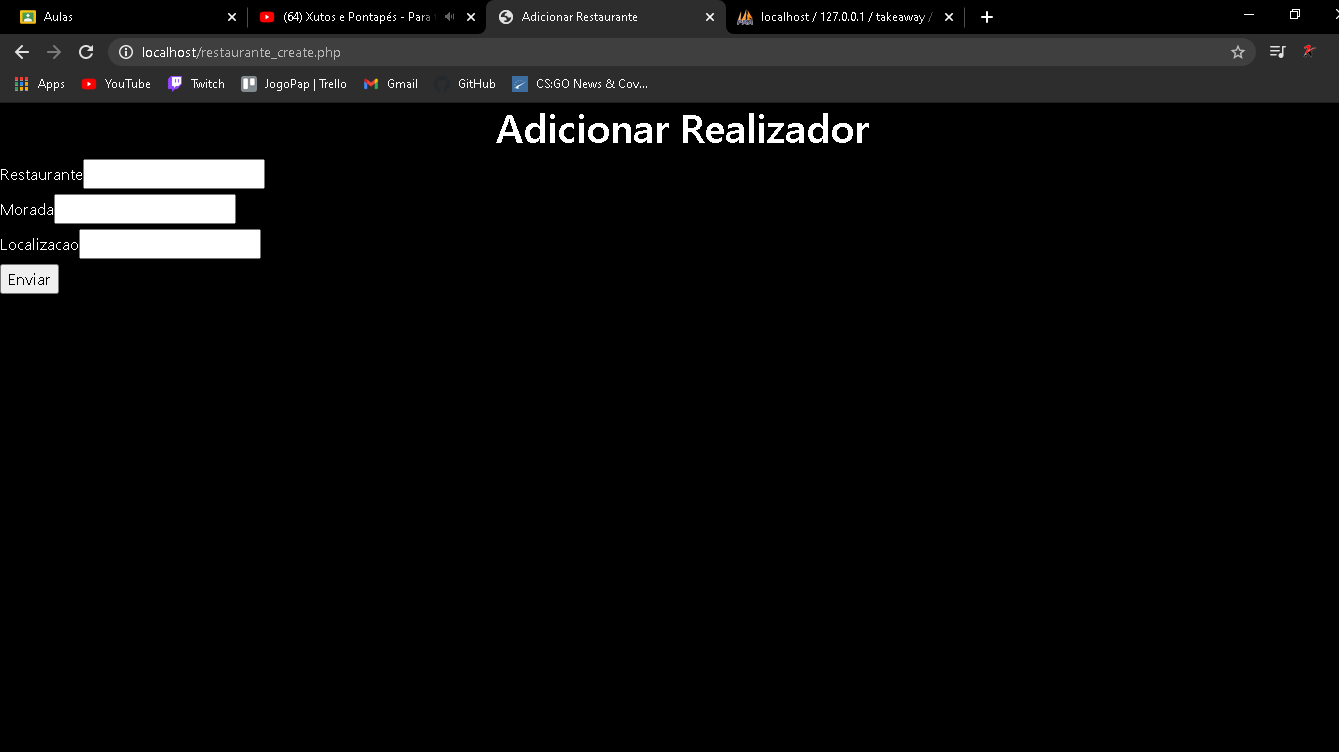 Aulas
(64) Xutos e Pontapés - Para
Adicionar Restaurante
localhost / 127.0.0.1 / takeaway /
localhost/restaurante_create.php
Apps
YouTube
Twitch
JogoPap | Trello
Gmail
GitHub
CS:GO News & Cov...
Adicionar Realizador
Restaurante
Morada
Localizacao
Enviar